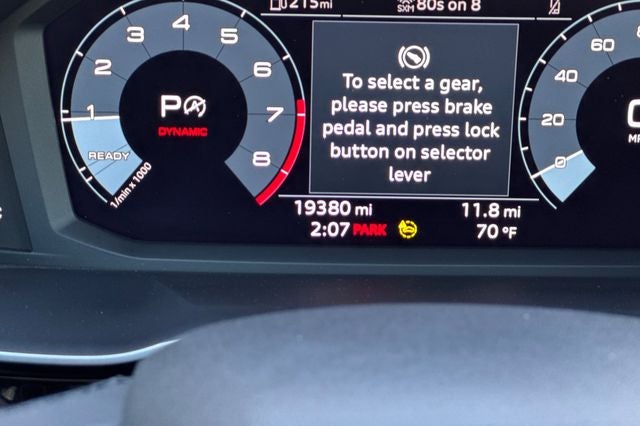 215mi
SXM 80s on 8
1 2 3 4 5 6 7 8
P
DYNAMIC
READY
1/min x 1000
To select a gear,
please press brake
pedal and press lock
button on selector
lever
60
40
20
0
19380 mi
11.8 mi
2:07 PARK
70 °F